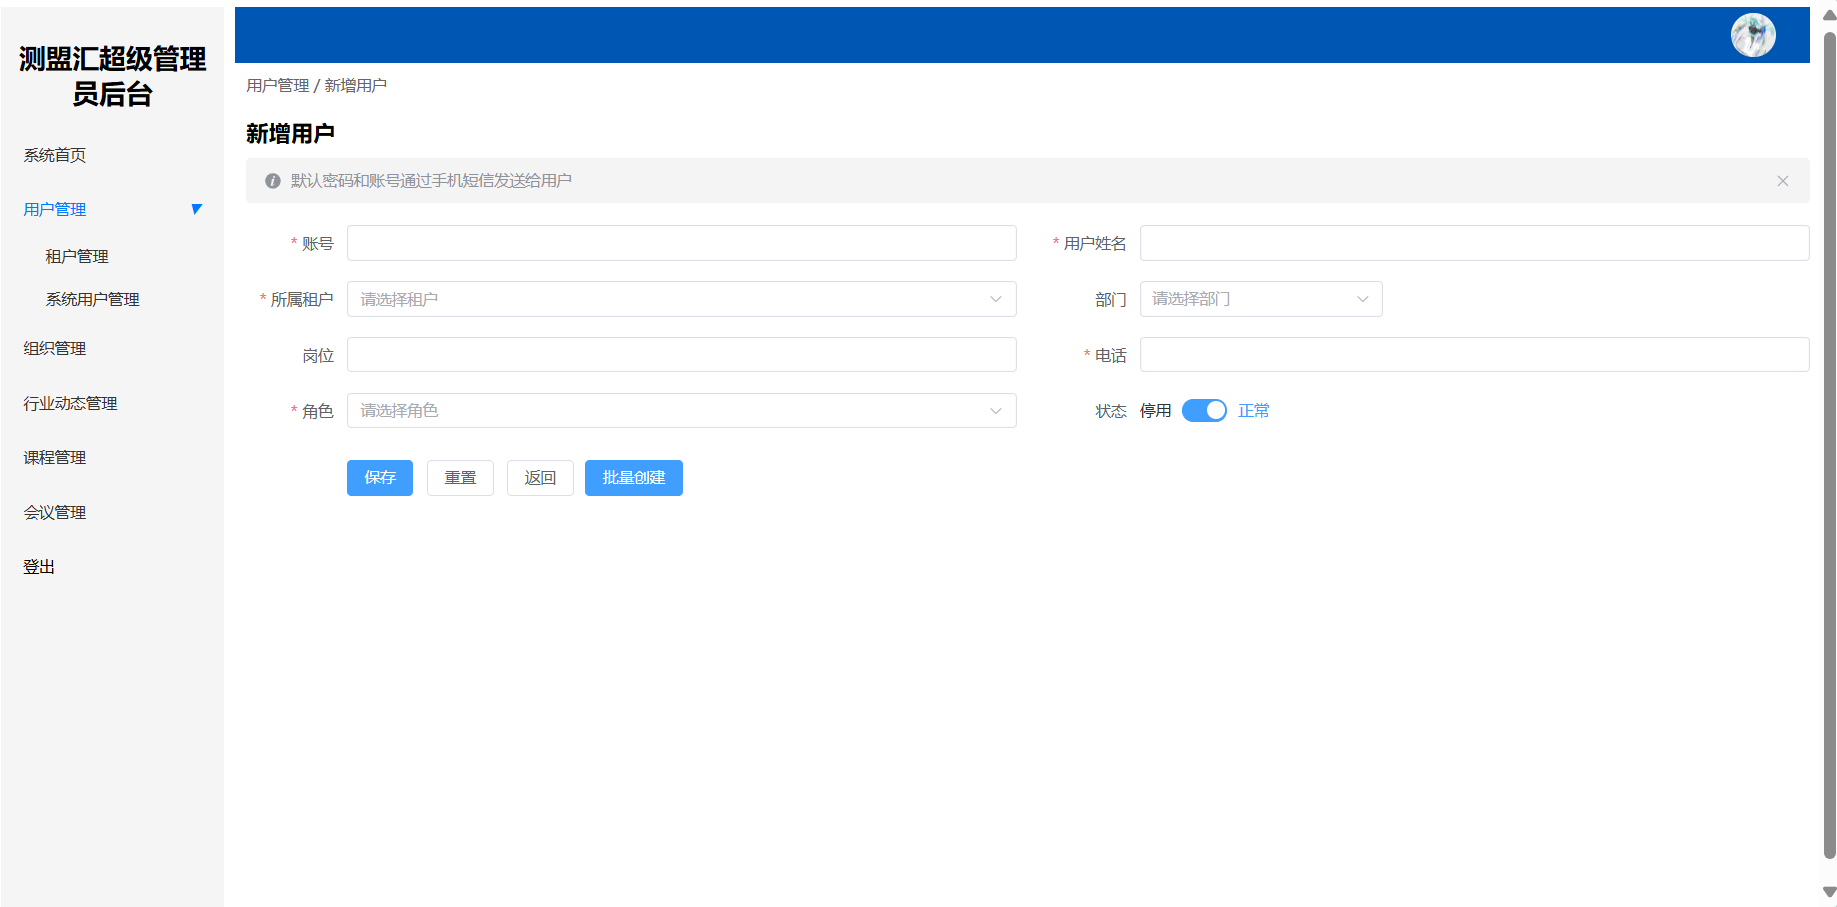 测盟汇超级管理
员后台
系统首页
用户管理
租户管理
系统用户管理
组织管理
行业动态管理
课程管理
会议管理
登出
用户管理 / 新增用户
新增用户
默认密码和账号通过手机短信发送给用户
* 账号
* 用户姓名
* 所属租户 请选择租户
部门 请选择部门
岗位
* 电话
* 角色 请选择角色
状态 停用 正常
保存 重置 返回 批量创建